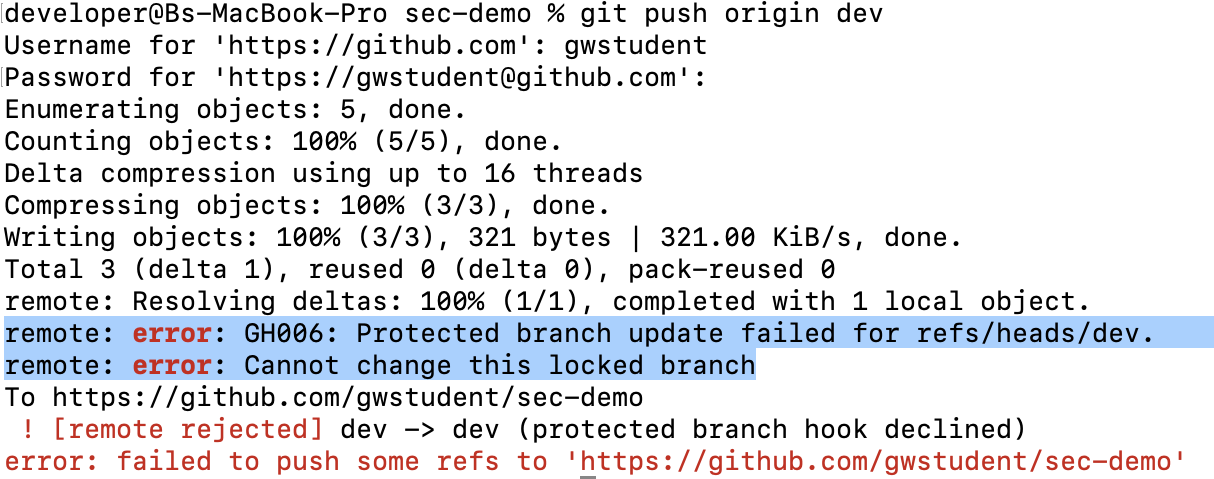 developer@Bs-MacBook-Pro sec-demo % git push origin dev
Username for 'https://github.com': gwstudent
Password for 'https://gwstudent@github.com':
Enumerating objects: 5, done.
Counting objects: 100% (5/5), done.
Delta compression using up to 16 threads
Compressing objects: 100% (3/3), done.
Writing objects: 100% (3/3), 321 bytes | 321.00 KiB/s, done.
Total 3 (delta 1), reused 0 (delta 0), pack-reused 0
remote: Resolving deltas: 100% (1/1), completed with 1 local object.
remote: error: GH006: Protected branch update failed for refs/heads/dev.
remote: error: Cannot change this locked branch
To https://github.com/gwstudent/sec-demo
 ! [remote rejected] dev -> dev (protected branch hook declined)
error: failed to push some refs to 'https://github.com/gwstudent/sec-demo'